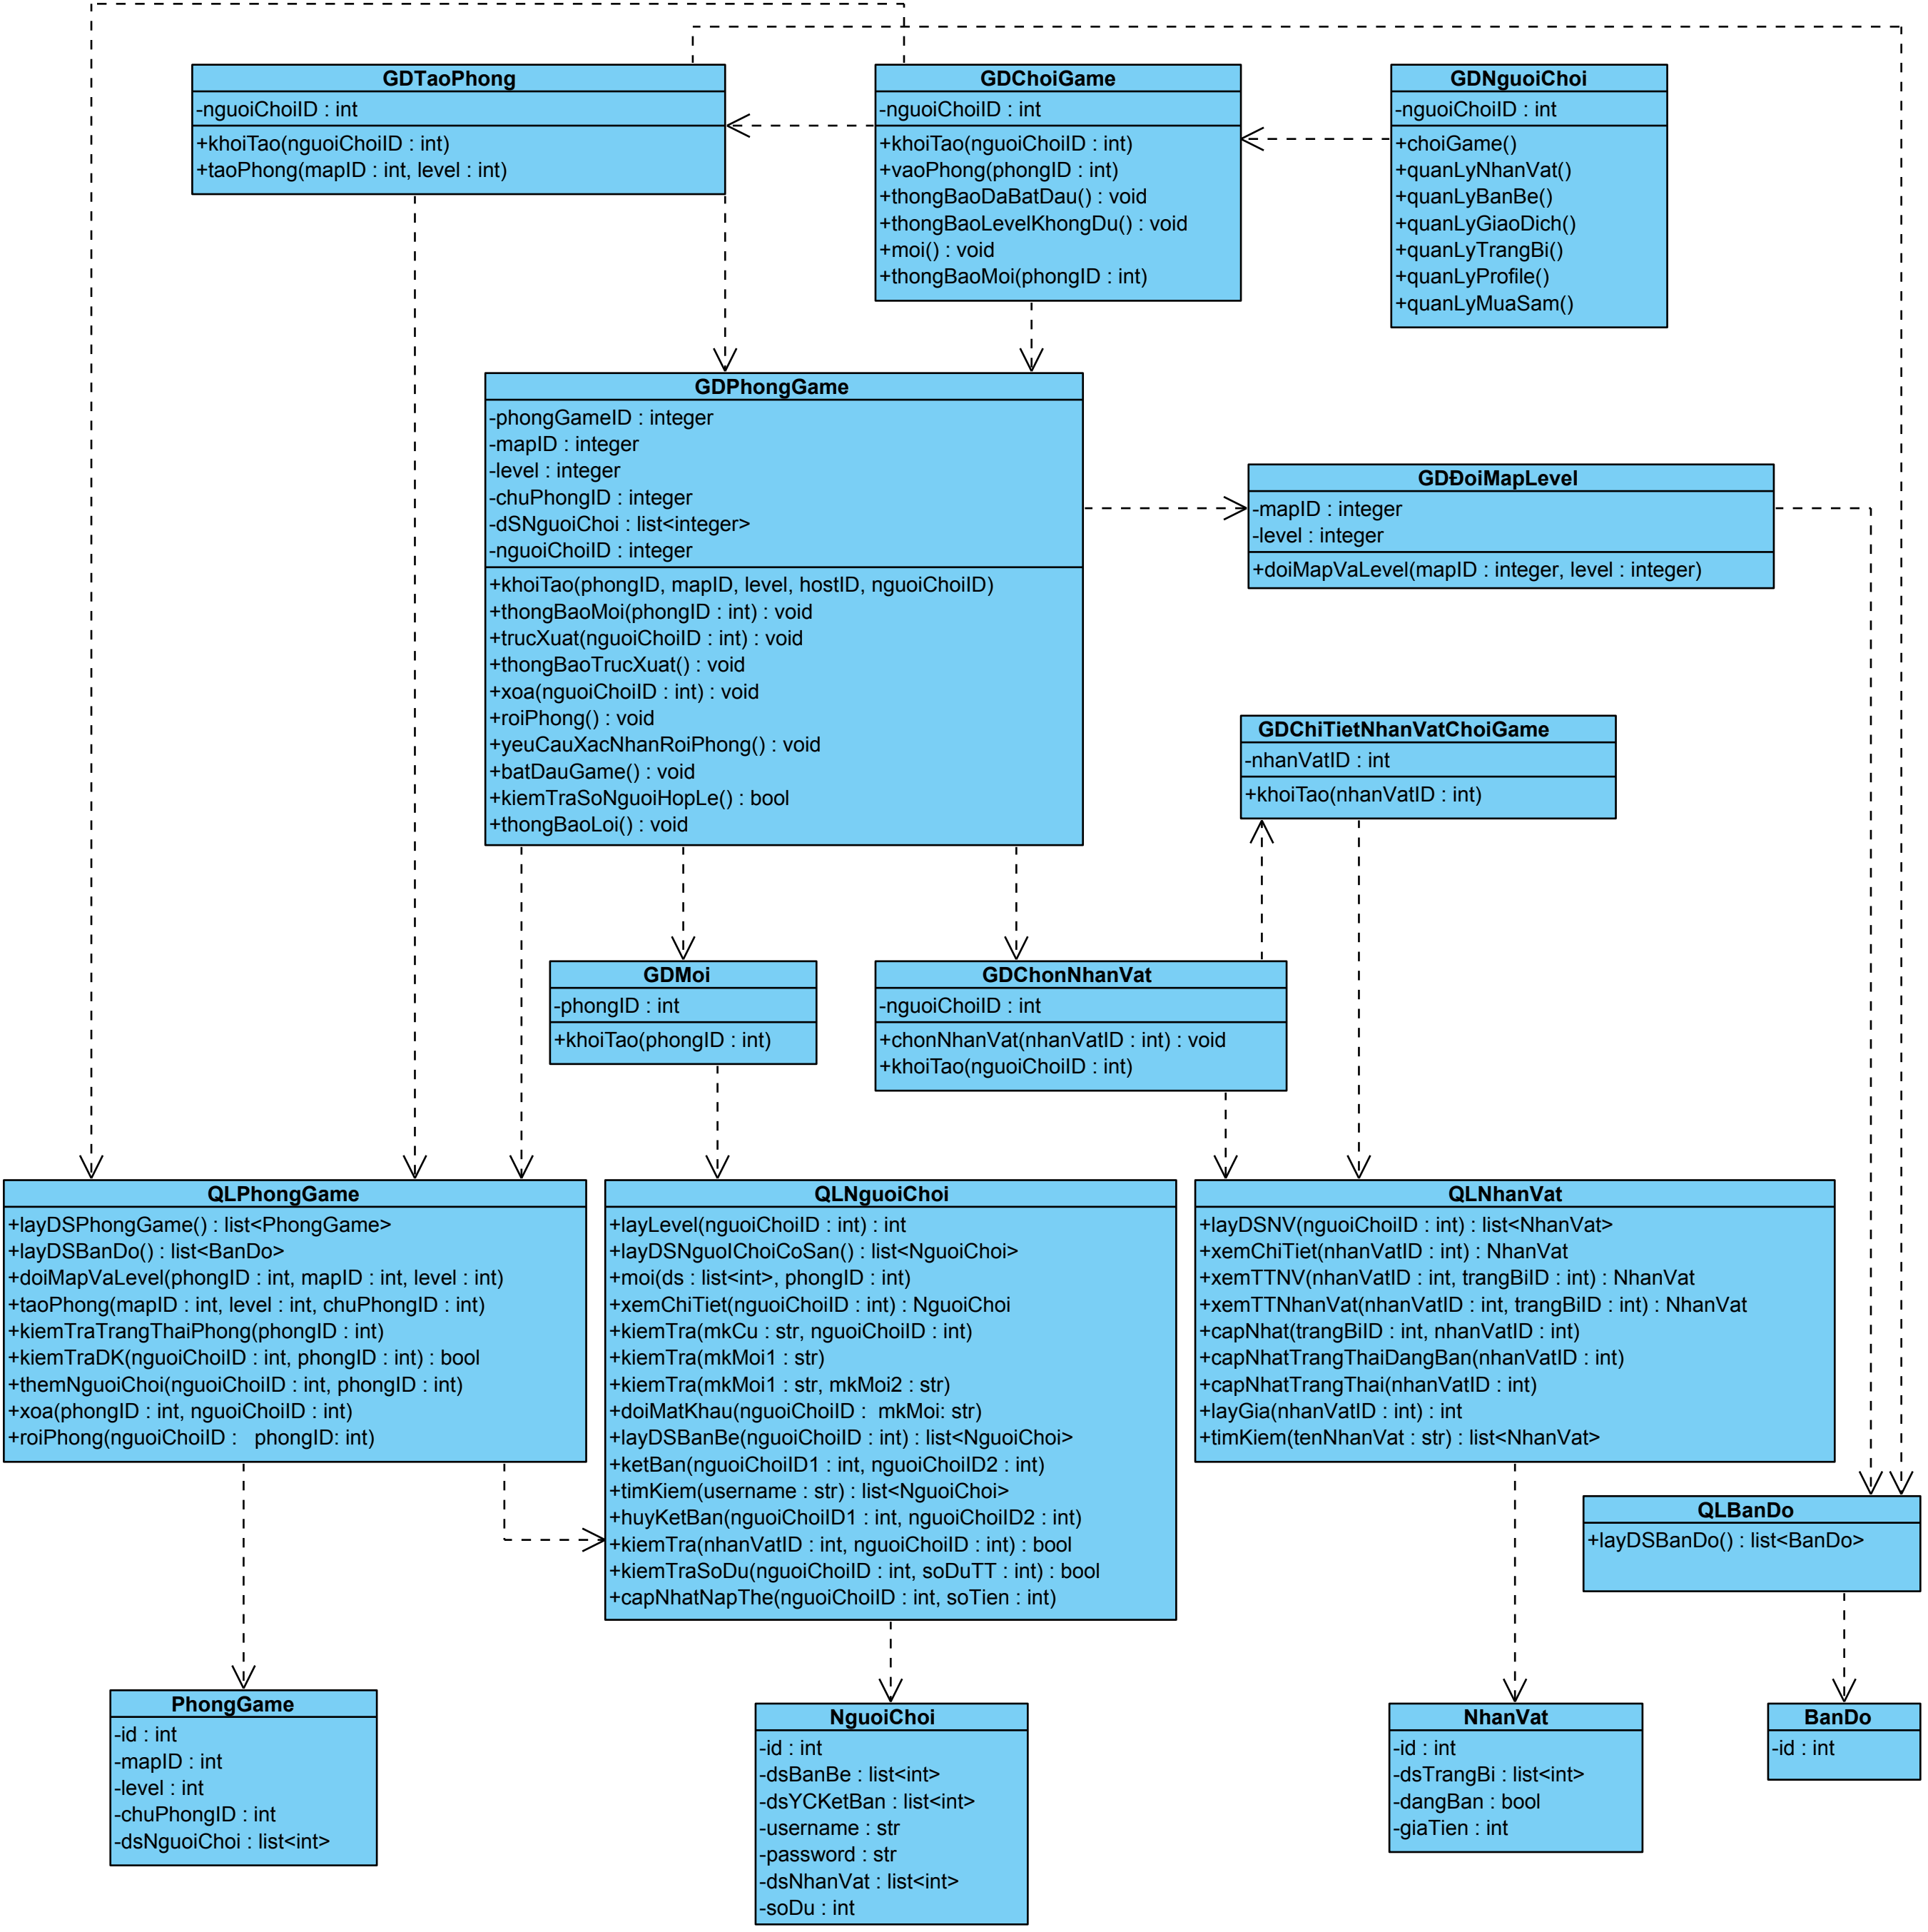 GDTaoPhong
-nguoiChoiID : int
+khoiTao(nguoiChoiID : int)
+taoPhong(mapID : int, level : int)
GDChoiGame
-nguoiChoiID : int
+khoiTao(nguoiChoiID : int)
+vaoPhong(phongID : int)
+thongBaoDaBatDau() : void
+thongBaoLevelKhongDu() : void
+moi() : void
+thongBaoMoi(phongID : int)
GDNguoiChoi
-nguoiChoiID : int
+choiGame()
+quanLyNhanVat()
+quanLyBanBe()
+quanLyGiaoDich()
+quanLyTrangBi()
+quanLyProfile()
+quanLyMuaSam()
GDPhongGame
-phongGameID : integer
-mapID : integer
-level : integer
-chuPhongID : integer
-dSNguoiChoi : list<integer>
-nguoiChoiID : integer
+khoiTao(phongID, mapID, level, hostID, nguoiChoiID)
+thongBaoMoi(phongID : int) : void
+trucXuat(nguoiChoiID : int) : void
+thongBaoTrucXuat() : void
+xoa(nguoiChoiID : int) : void
+roiPhong() : void
+yeuCauXacNhanRoiPhong() : void
+batDauGame() : void
+kiemTraSoNguoiHopLe() : bool
+thongBaoLoi() : void
GDĐoiMapLevel
-mapID : integer
-level : integer
+doiMapVaLevel(mapID : integer, level : integer)
GDChiTietNhanVatChoiGame
-nhanVatID : int
+khoiTao(nhanVatID : int)
GDMoi
-phongID : int
+khoiTao(phongID : int)
GDChonNhanVat
-nguoiChoiID : int
+chonNhanVat(nhanVatID : int) : void
+khoiTao(nguoiChoiID : int)
QLPhongGame
+layDSPhongGame() : list<PhongGame>
+layDSBanDo() : list<BanDo>
+doiMapVaLevel(phongID : int, mapID : int, level : int)
+taoPhong(mapID : int, level : int, chuPhongID : int)
+kiemTraTrangThaiPhong(phongID : int)
+kiemTraDK(nguoiChoiID : int, phongID : int) : bool
+themNguoiChoi(nguoiChoiID : int, phongID : int)
+xoa(phongID : int, nguoiChoiID : int)
+roiPhong(nguoiChoiID :   phongID: int)
QLNguoiChoi
+layLevel(nguoiChoiID : int) : int
+layDSNguoIChoiCoSan() : list<NguoiChoi>
+moi(ds : list<int>, phongID : int)
+xemChiTiet(nguoiChoiID : int) : NguoiChoi
+kiemTra(mkCu : str, nguoiChoiID : int)
+kiemTra(mkMoi1 : str)
+kiemTra(mkMoi1 : str, mkMoi2 : str)
+doiMatKhau(nguoiChoiID :  mkMoi: str)
+layDSBanBe(nguoiChoiID : int) : list<NguoiChoi>
+ketBan(nguoiChoiID1 : int, nguoiChoiID2 : int)
+timKiem(username : str) : list<NguoiChoi>
+huyKetBan(nguoiChoiID1 : int, nguoiChoiID2 : int)
+kiemTra(nhanVatID : int, nguoiChoiID : int) : bool
+kiemTraSoDu(nguoiChoiID : int, soDuTT : int) : bool
+capNhatNapThe(nguoiChoiID : int, soTien : int)
QLNhanVat
+layDSNV(nguoiChoiID : int) : list<NhanVat>
+xemChiTiet(nhanVatID : int) : NhanVat
+xemTTNV(nhanVatID : int, trangBiID : int) : NhanVat
+xemTTNhanVat(nhanVatID : int, trangBiID : int) : NhanVat
+capNhat(trangBiID : int, nhanVatID : int)
+capNhatTrangThaiDangBan(nhanVatID : int)
+capNhatTrangThai(nhanVatID : int)
+layGia(nhanVatID : int) : int
+timKiem(tenNhanVat : str) : list<NhanVat>
QLBanDo
+layDSBanDo() : list<BanDo>
PhongGame
-id : int
-mapID : int
-level : int
-chuPhongID : int
-dsNguoiChoi : list<int>
NguoiChoi
-id : int
-dsBanBe : list<int>
-dsYCKetBan : list<int>
-username : str
-password : str
-dsNhanVat : list<int>
-soDu : int
NhanVat
-id : int
-dsTrangBi : list<int>
-dangBan : bool
-giaTien : int
BanDo
-id : int